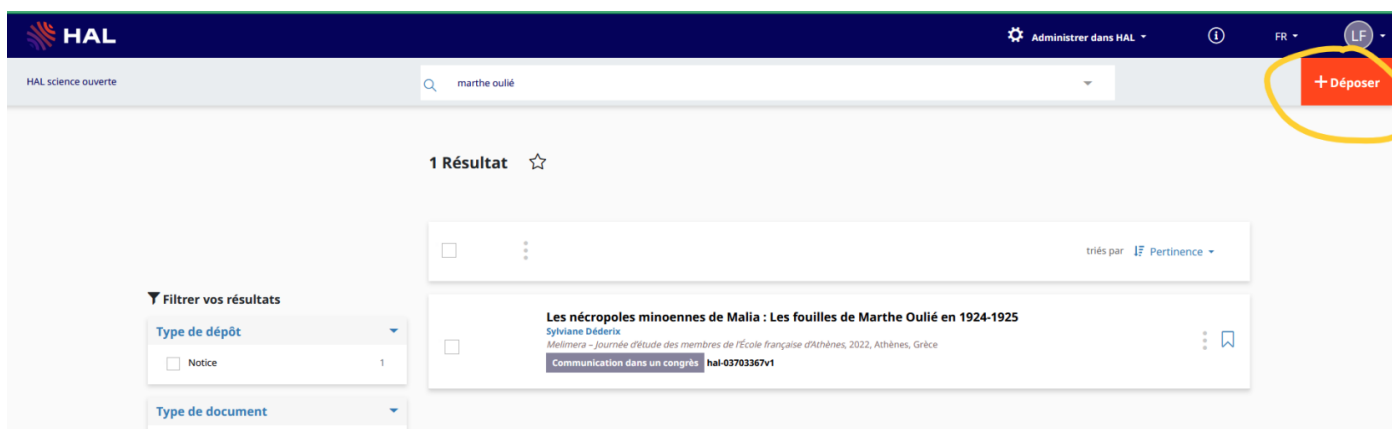 HAL
Administrer dans HAL
FR
LF
HAL science ouverte
marthe oulié
+ Déposer
1 Résultat
triés par Pertinence
Filtrer vos résultats
Type de dépôt
Notice 1
Type de document
Les nécropoles minoennes de Malia : Les fouilles de Marthe Oulié en 1924-1925
Sylviane Déderix
Melimera – Journée d'étude des membres de l'École française d'Athènes, 2022, Athènes, Grèce
Communication dans un congrès hal-03703367v1